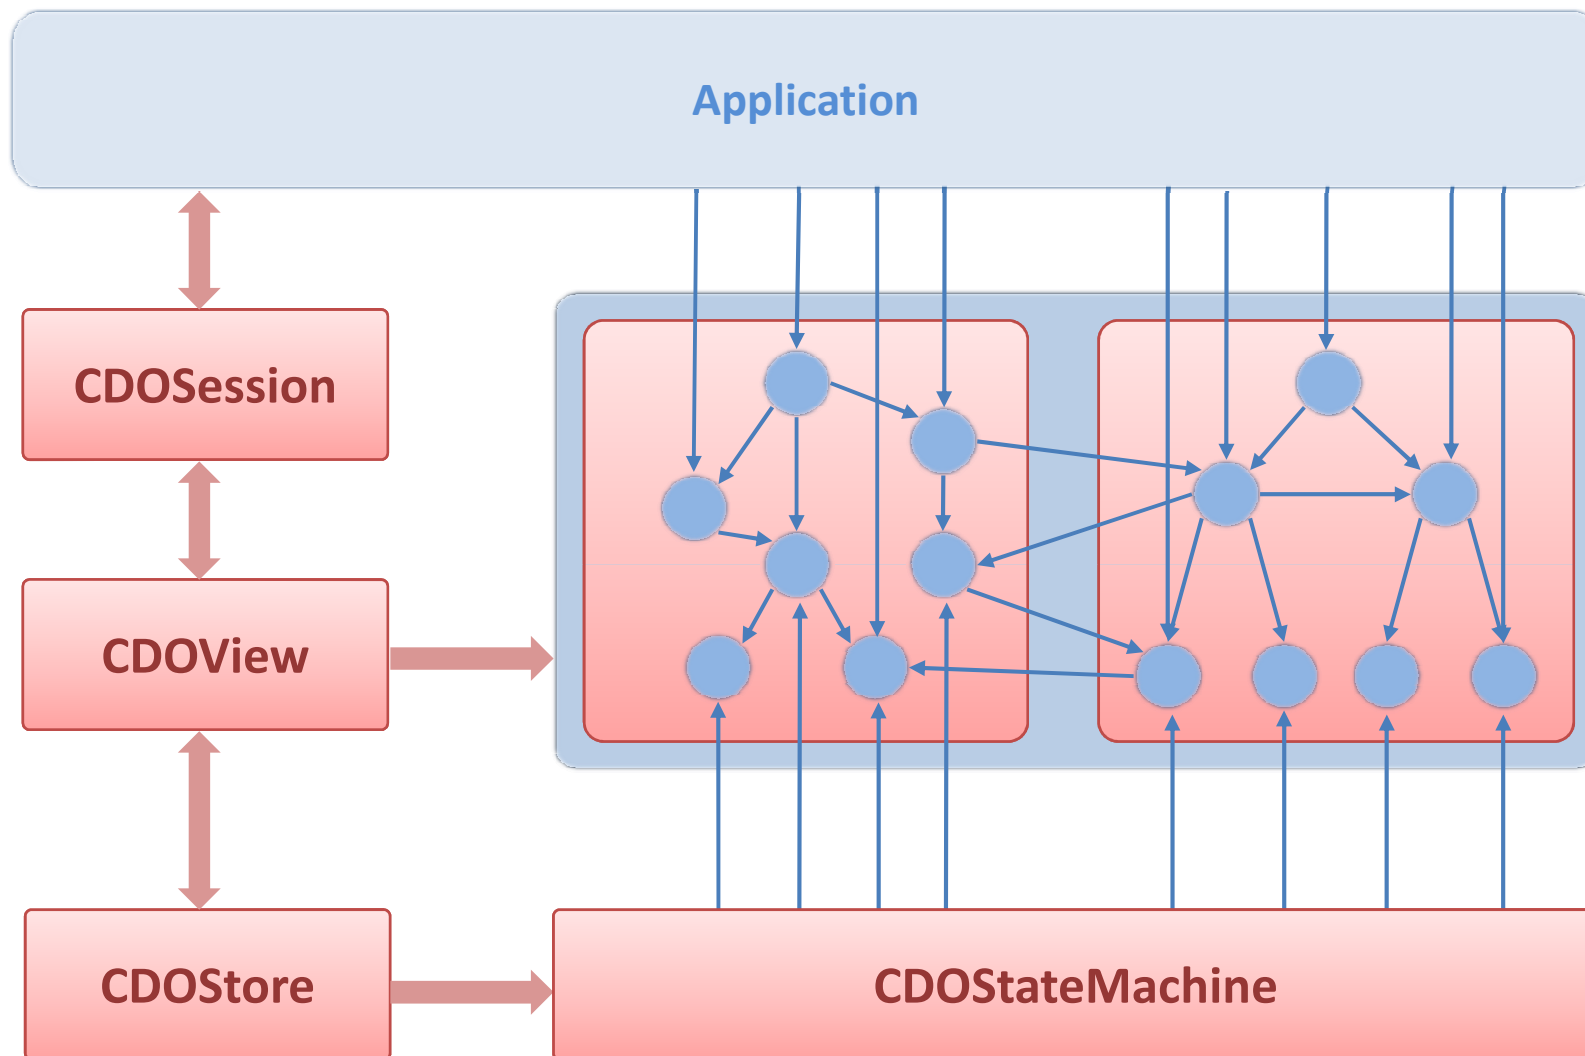 Application
CDOSession
CDOView
CDOStore
CDOStateMachine